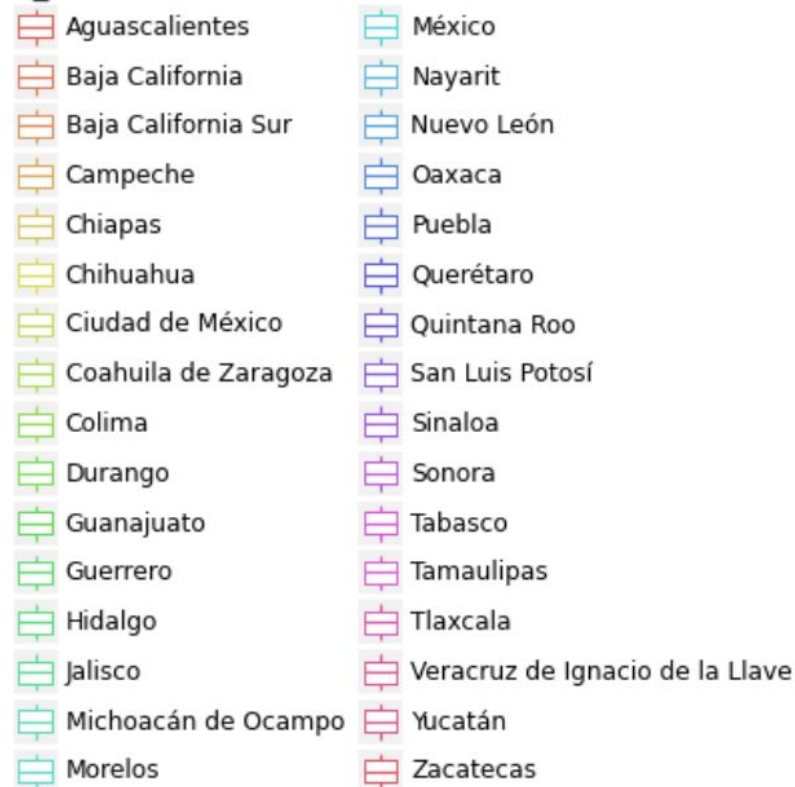 Aguascalientes
Baja California
Baja California Sur
Campeche
Chiapas
Chihuahua
Ciudad de México
Coahuila de Zaragoza
Colima
Durango
Guanajuato
Guerrero
Hidalgo
Jalisco
Michoacán de Ocampo
Morelos
México
Nayarit
Nuevo León
Oaxaca
Puebla
Querétaro
Quintana Roo
San Luis Potosí
Sinaloa
Sonora
Tabasco
Tamaulipas
Tlaxcala
Veracruz de Ignacio de la Llave
Yucatán
Zacatecas